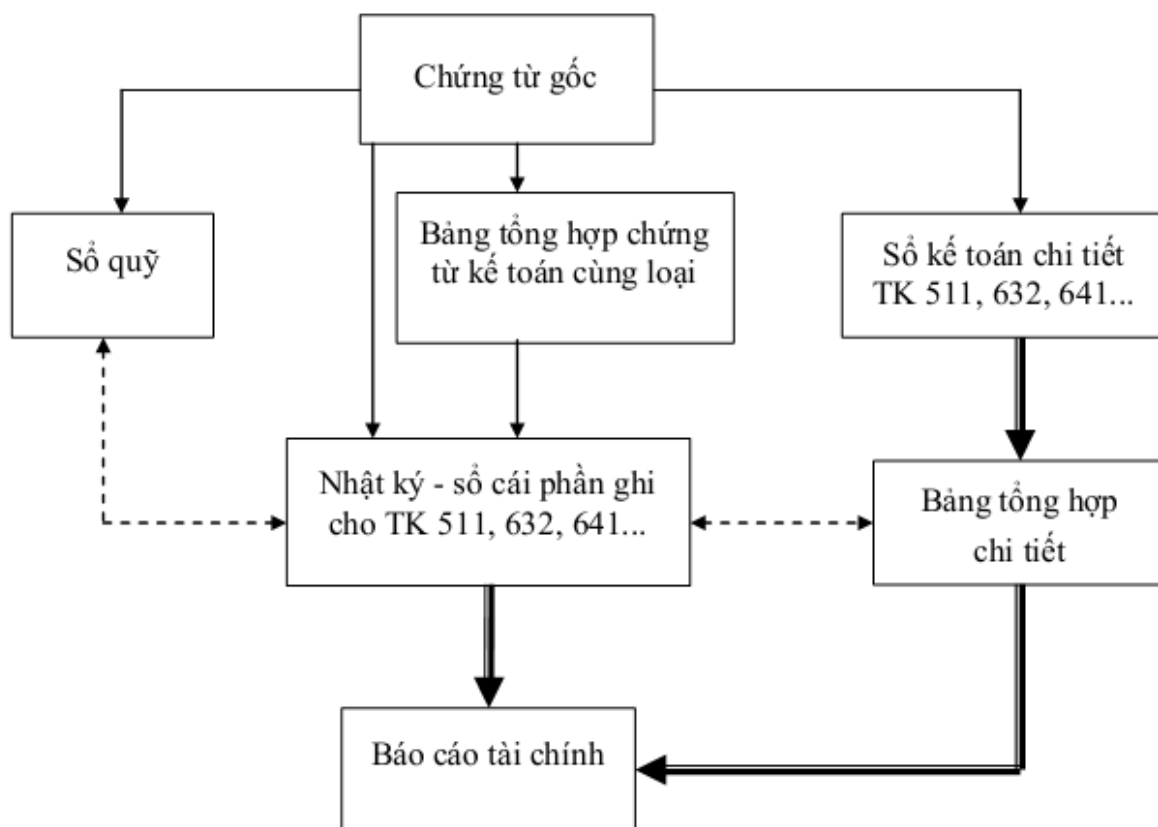 Chứng từ gốc
Sổ quỹ
Bảng tổng hợp chứng
từ kế toán cùng loại
Sổ kế toán chi tiết
TK 511, 632, 641...
Nhật ký - sổ cái phần ghi
cho TK 511, 632, 641...
Bảng tổng hợp
chi tiết
Báo cáo tài chính